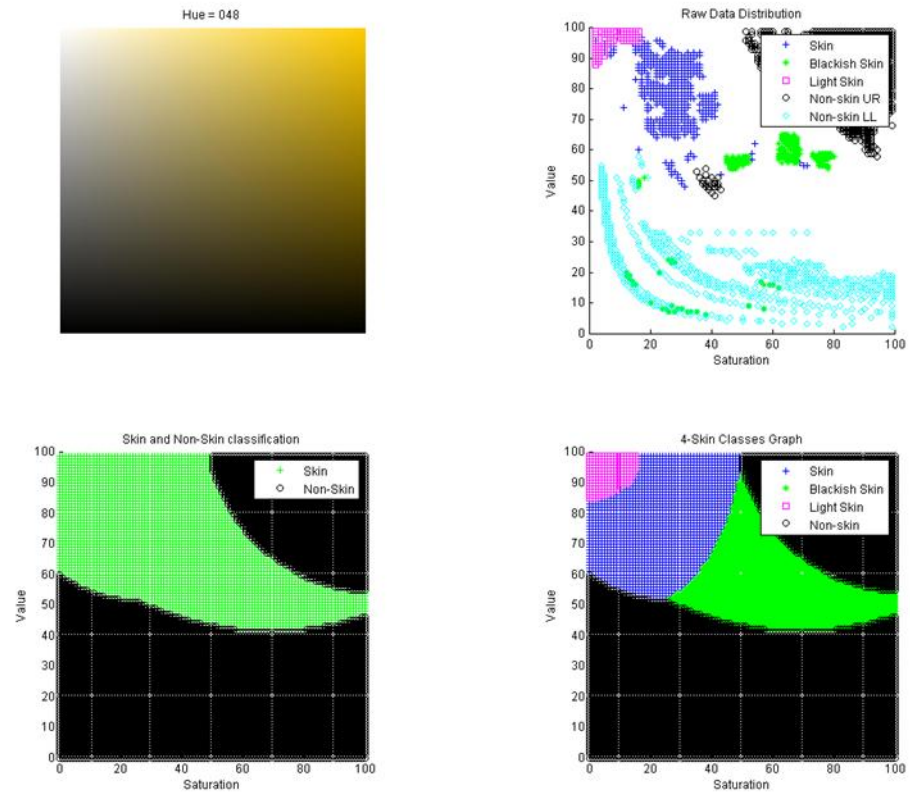 Hue = 048
Raw Data Distribution
100
90
80
70
60
50
40
30
20
10
0
Value
Skin
Blackish Skin
Light Skin
Non-skin UR
Non-skin LL
0 20 40 60 80 100
Saturation
Skin and Non-Skin classification
100
90
80
70
60
50
40
30
20
10
0
Value
Skin
Non-Skin
0 20 40 60 80 100
Saturation
4-Skin Classes Graph
100
90
80
70
60
50
40
30
20
10
0
Value
Skin
Blackish Skin
Light Skin
Non-skin
0 20 40 60 80 100
Saturation